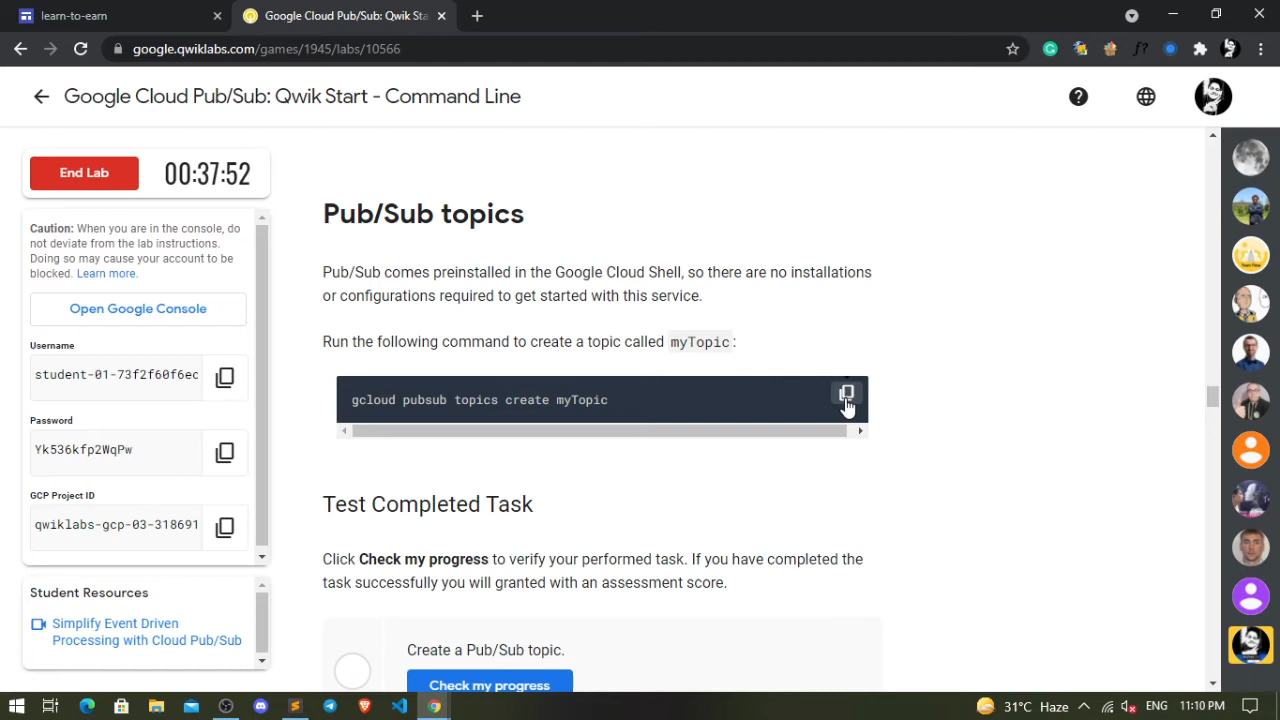 learn-to-earn
Google Cloud Pub/Sub: Qwik Sta
google.qwiklabs.com/games/1945/labs/10566
Google Cloud Pub/Sub: Qwik Start - Command Line
End Lab
00:37:52
Caution: When you are in the console, do
not deviate from the lab instructions.
Doing so may cause your account to be
blocked. Learn more.
Open Google Console
Username
student-01-73f2f60f6ec
Password
Yk536kfp2WqPw
GCP Project ID
qwiklabs-gcp-03-318691
Student Resources
Simplify Event Driven
Processing with Cloud Pub/Sub
Pub/Sub topics
Pub/Sub comes preinstalled in the Google Cloud Shell, so there are no installations
or configurations required to get started with this service.
Run the following command to create a topic called myTopic:
gcloud pubsub topics create myTopic
Test Completed Task
Click Check my progress to verify your performed task. If you have completed the
task successfully you will granted with an assessment score.
Create a Pub/Sub topic.
Check my progress
31°C Haze
ENG
11:10 PM